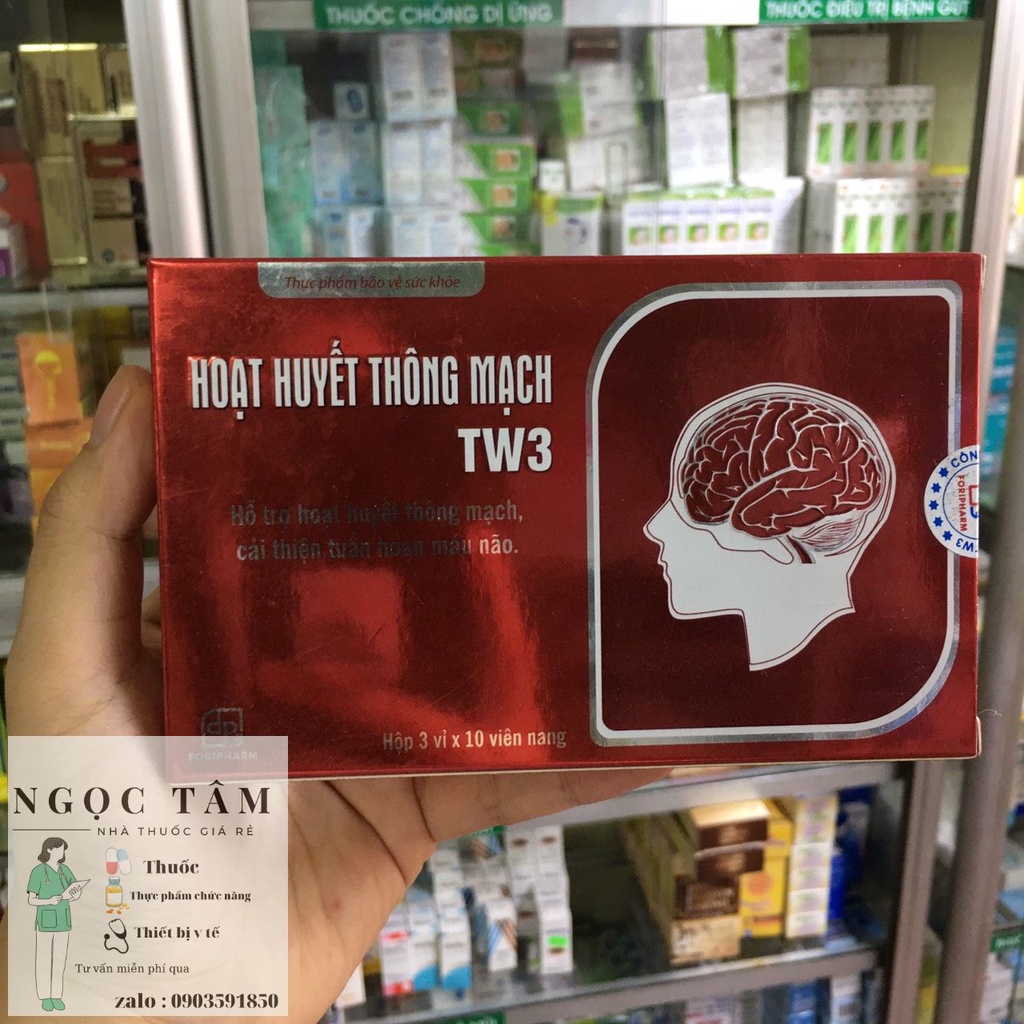 THUỐC CHỐNG DỊ ỨNG
THUỐC ĐIỀU TRỊ BỆNH GÚT
Thực phẩm bảo vệ sức khỏe
HOẠT HUYẾT THÔNG MẠCH
TW3
Hỗ trợ hoạt huyết thông mạch,
cải thiện tuần hoàn máu não.
CÔN
FORIPHARM
TW3
FORIPHARM
Hộp 3 vỉ x 10 viên nang
NGỌC TÂM
NHÀ THUỐC GIÁ RẺ
Thuốc
Thực phẩm chức năng
Thiết bị y tế
Tư vấn miễn phí qua
zalo : 0903591850